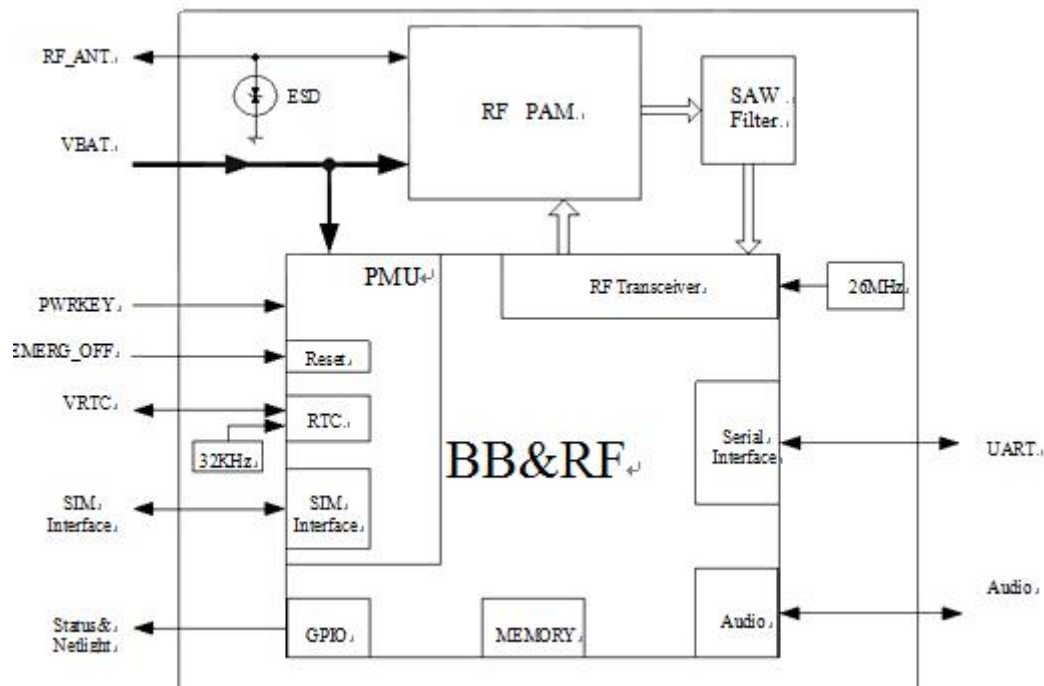 RF_ANT
ESD
VBAT
RF PAM
SAW
Filter
PMU
RF Transceiver
26MHz
PWRKEY
EMERG_OFF
Reset
VRTC
RTC
32KHz
BB&RF
Serial
Interface
UART
SIM
Interface
SIM
Interface
Status&
Netlight
GPIO
MEMORY
Audio
Audio